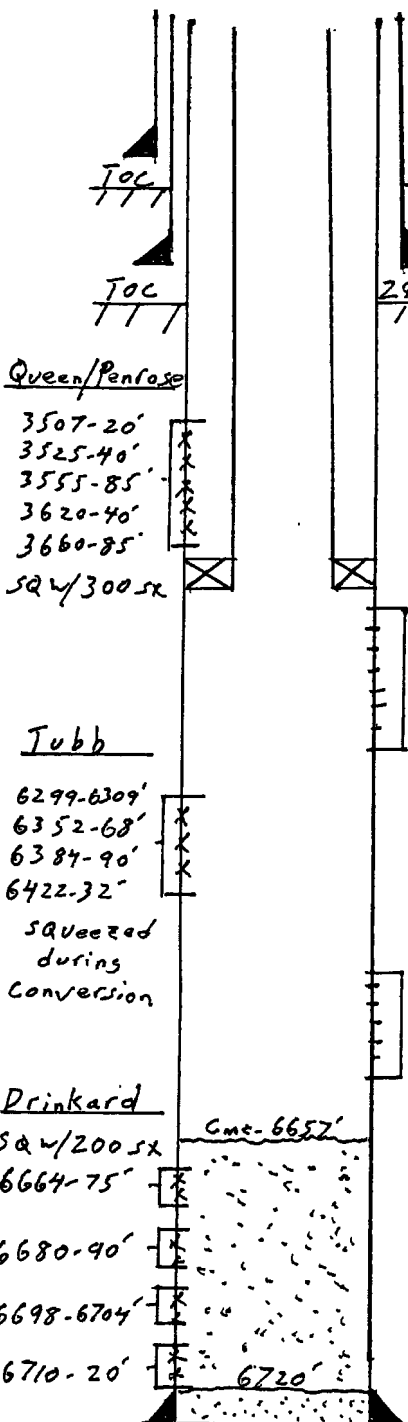 TOC
TOC
Queen/Penrose
3507-20'
3525-40'
3555-85'
3620-40'
3660-85'
SQ w/300 sx
Tubb
6299-6309'
6352-68'
6384-90'
6422-32'
squeezed
during
Conversion
Drinkard
SQ w/200 sx
Cmt-6657'
6664-75'
6680-90'
6698-6704'
6710-20'
6720'